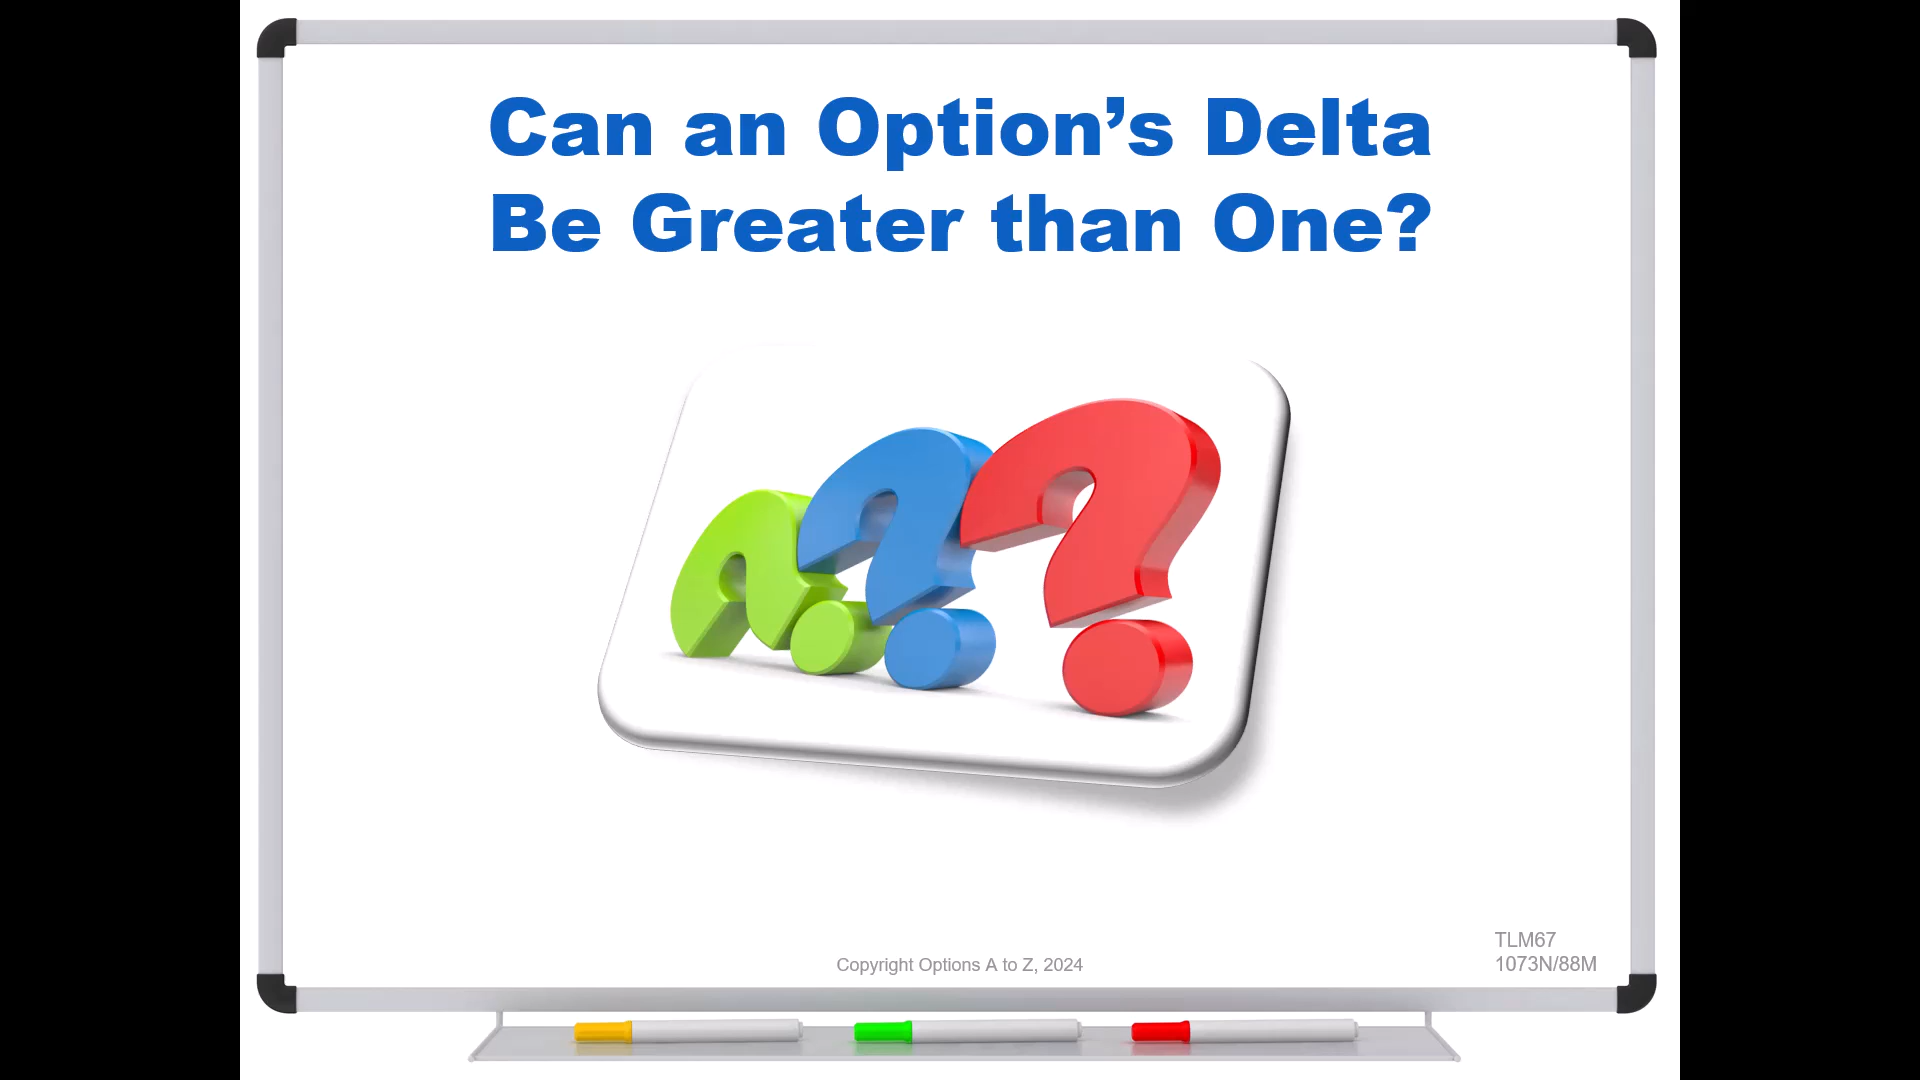 Can an Option’s Delta
Be Greater than One?
Copyright Options A to Z, 2024
TLM67
1073N/88M